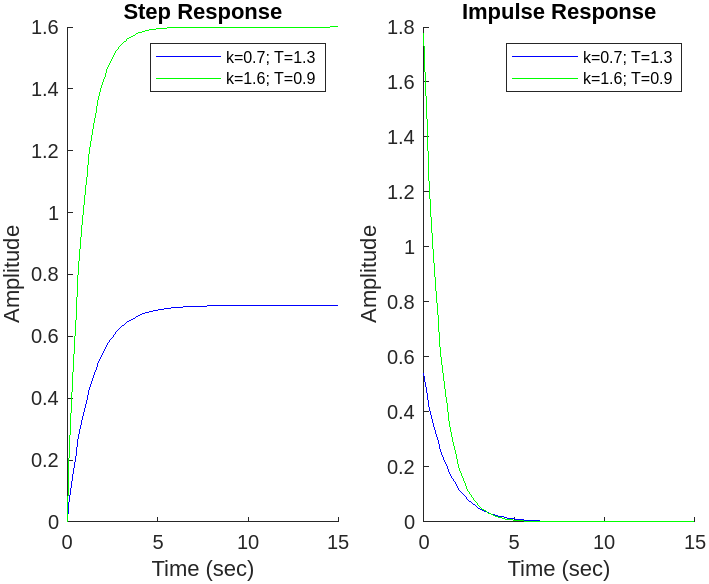 Step Response
k=0.7; T=1.3
k=1.6; T=0.9
Amplitude
1.6
1.4
1.2
1
0.8
0.6
0.4
0.2
0
0 5 10 15
Time (sec)
Impulse Response
k=0.7; T=1.3
k=1.6; T=0.9
Amplitude
1.8
1.6
1.4
1.2
1
0.8
0.6
0.4
0.2
0
0 5 10 15
Time (sec)